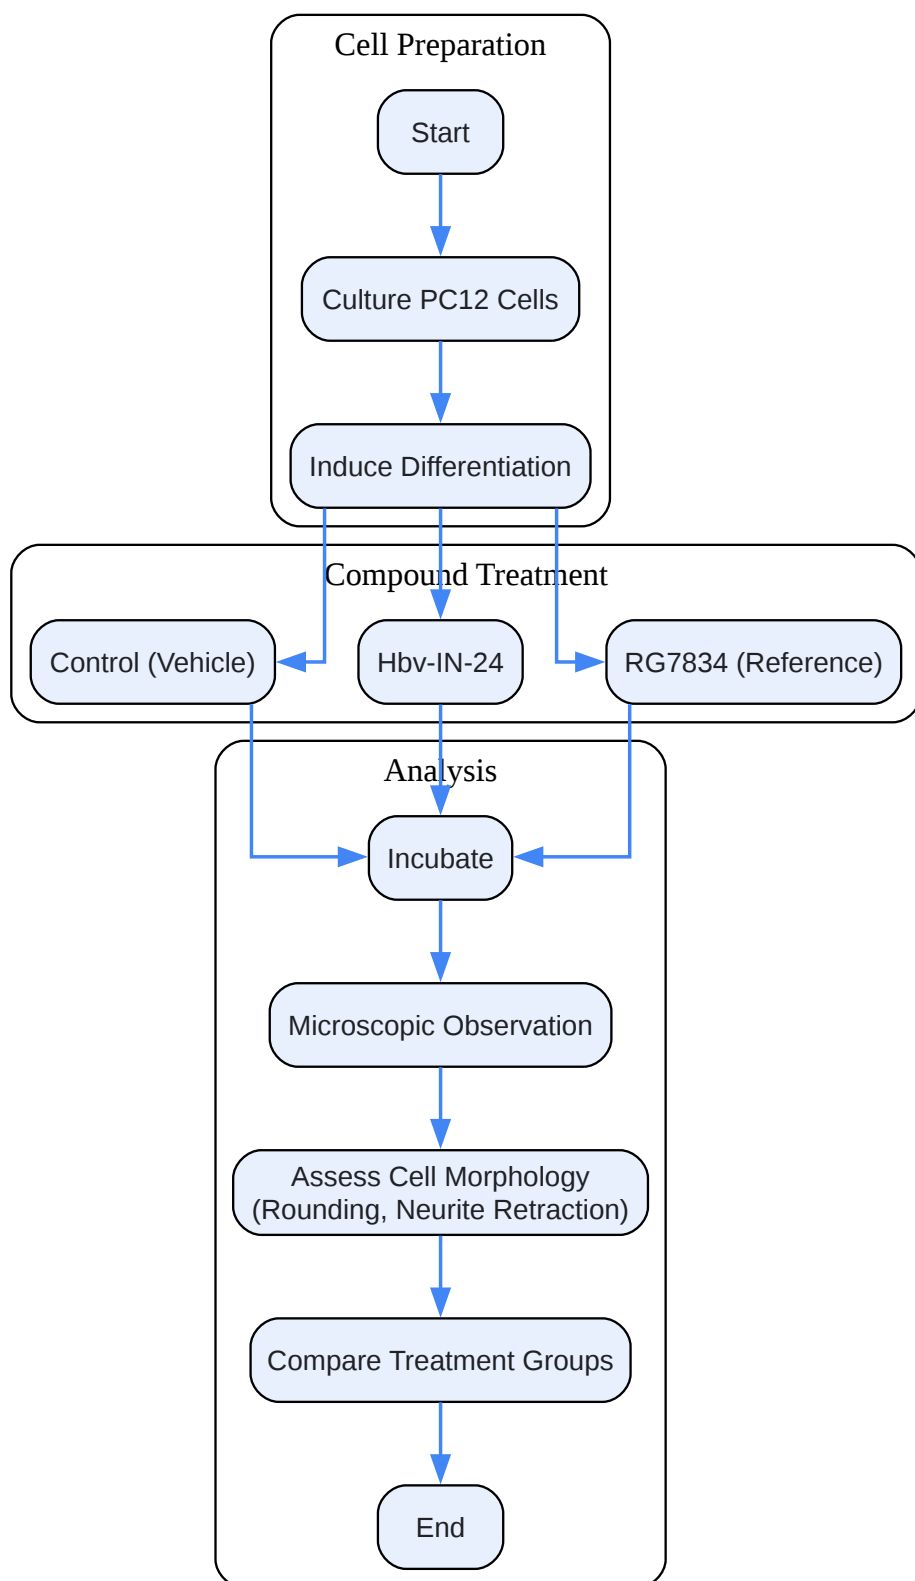 Cell Preparation
Start
Culture PC12 Cells
Induce Differentiation
Compound Treatment
Control (Vehicle)
Hbv-IN-24
RG7834 (Reference)
Analysis
Incubate
Microscopic Observation
Assess Cell Morphology
(Rounding, Neurite Retraction)
Compare Treatment Groups
End